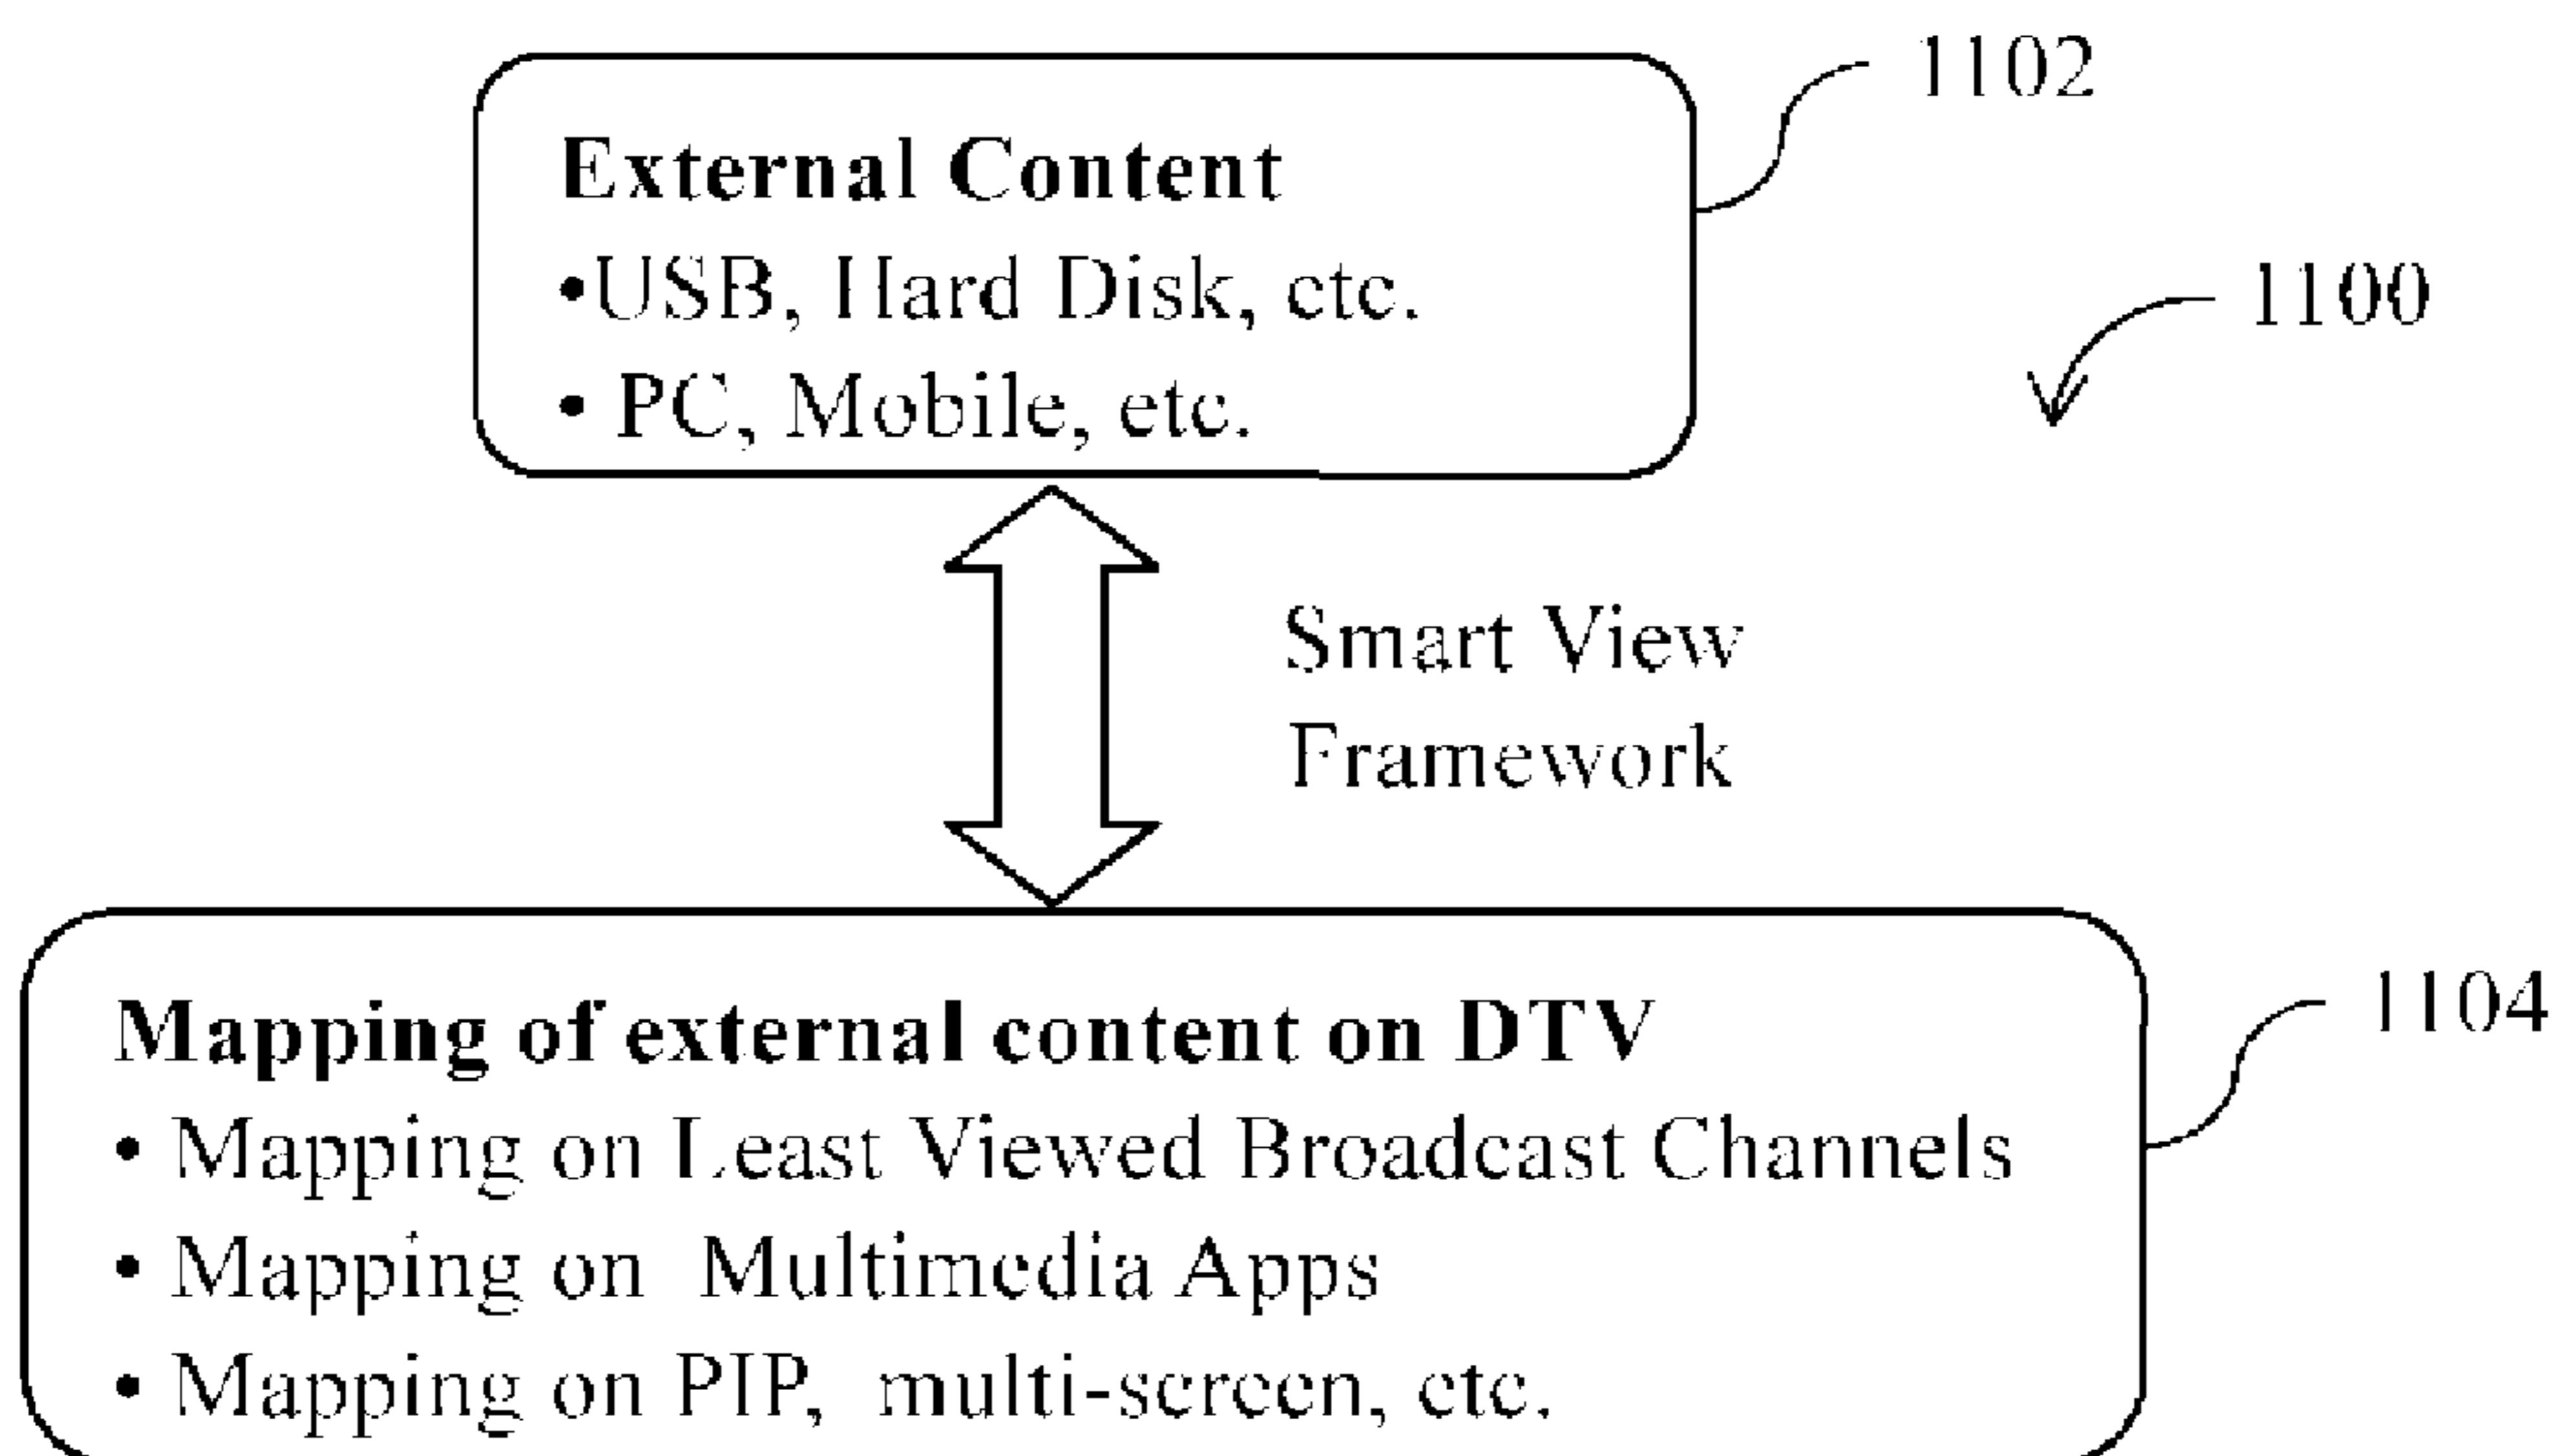 1102
External Content
•USB, Hard Disk, etc.
• PC, Mobile, etc.
1100
Smart View
Framework
Mapping of external content on DTV
1104
• Mapping on Least Viewed Broadcast Channels
• Mapping on Multimedia Apps
• Mapping on PIP, multi-screen, etc.